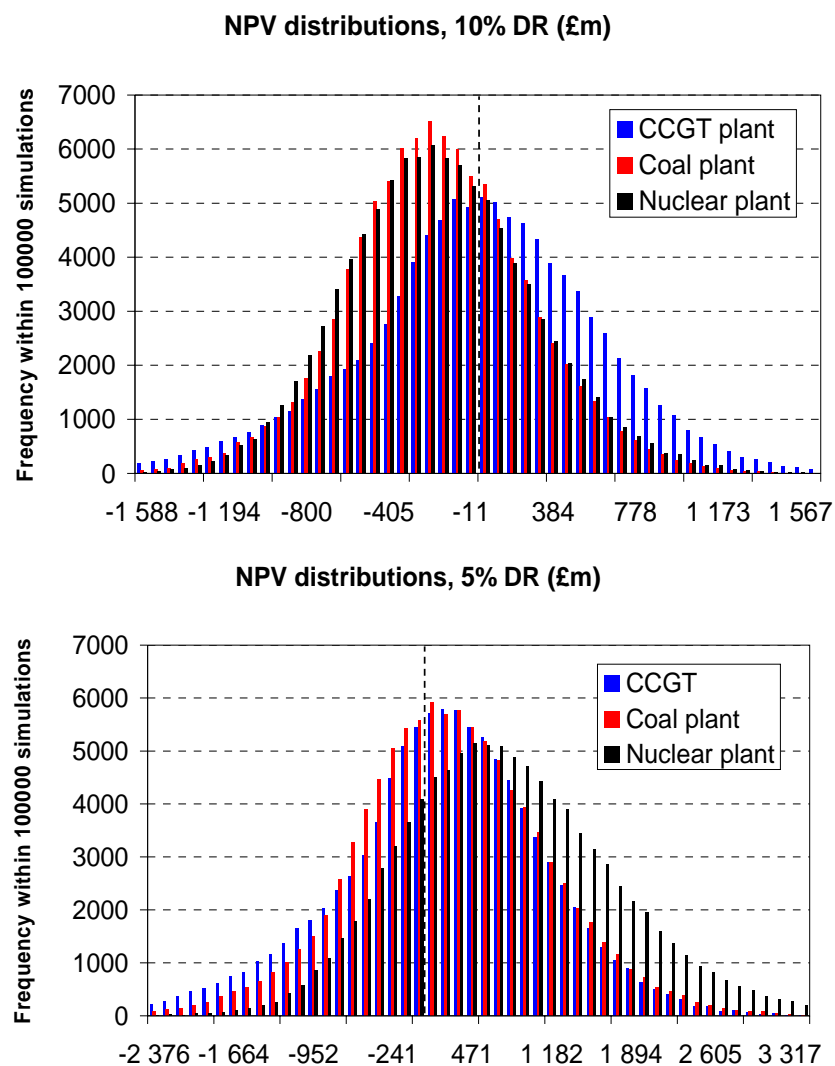 NPV distributions, 10% DR (£m)
Frequency within 100000 simulations
7000
6000
5000
4000
3000
2000
1000
0
CCGT plant
Coal plant
Nuclear plant
-1 588 -1 194 -800 -405 -11 384 778 1 173 1 567
NPV distributions, 5% DR (£m)
Frequency within 100000 simulations
7000
6000
5000
4000
3000
2000
1000
0
CCGT
Coal plant
Nuclear plant
-2 376 -1 664 -952 -241 471 1 182 1 894 2 605 3 317